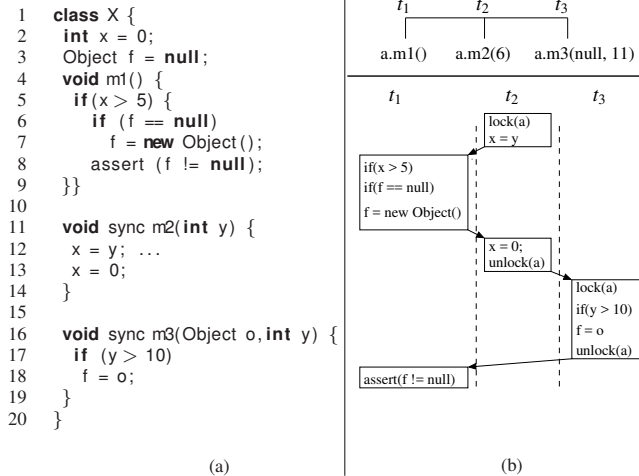 1 class X {
2 int x = 0;
3 Object f = null;
4 void m1() {
5 if(x > 5) {
6 if (f == null)
7 f = new Object();
8 assert (f != null);
9 }}
10
11 void sync m2(int y) {
12 x = y; ...
13 x = 0;
14 }
15
16 void sync m3(Object o, int y) {
17 if (y > 10)
18 f = o;
19 }
20 }
(a)
t1 t2 t3
a.m1() a.m2(6) a.m3(null, 11)
t1 t2 t3
lock(a)
x = y
if(x > 5)
if(f == null)
f = new Object()
x = 0;
unlock(a)
lock(a)
if(y > 10)
f = o
unlock(a)
assert(f != null)
(b)